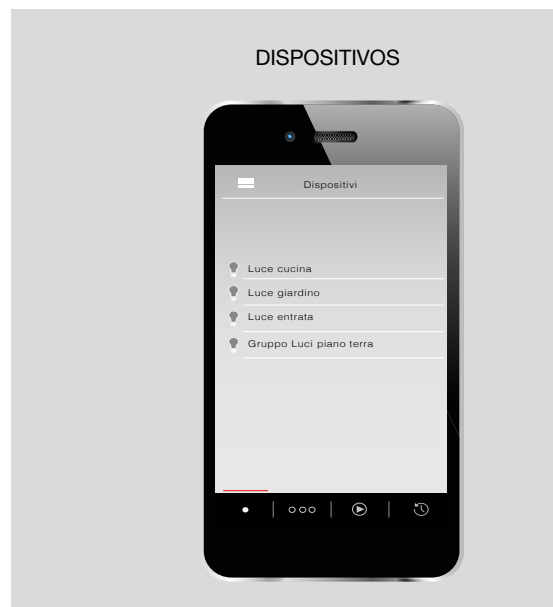 DISPOSITIVOS
Dispositivi
Luce cucina
Luce giardino
Luce entrata
Gruppo Luci piano terra